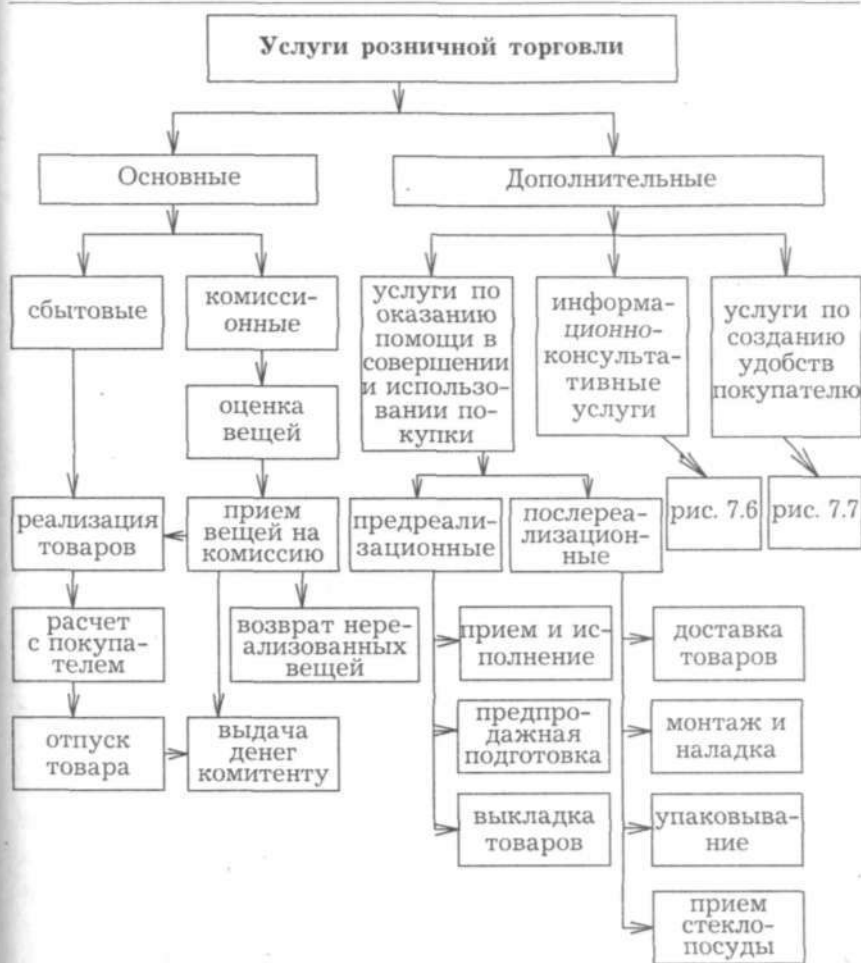 Услуги розничной торговли
Основные
Дополнительные
сбытовые
комисси-
онные
услуги по
оказанию
помощи в
совершении
и использо-
вании по-
купки
информа-
ционно-
консульта-
тивные
услуги
услуги по
созданию
удобств
покупателю
оценка
вещей
реализация
товаров
прием
вещей на
комиссию
предреали-
зационные
послереа-
лизацион-
ные
рис. 7.6
рис. 7.7
расчет
с покупа-
телем
возврат нере-
ализованных
вещей
прием и ис-
полнение
доставка
товаров
отпуск
товара
выдача
денег
комитенту
предпро-
дажная
подготовка
монтаж и
наладка
выкладка
товаров
упаковыва-
ние
прием
стекло-
посуды